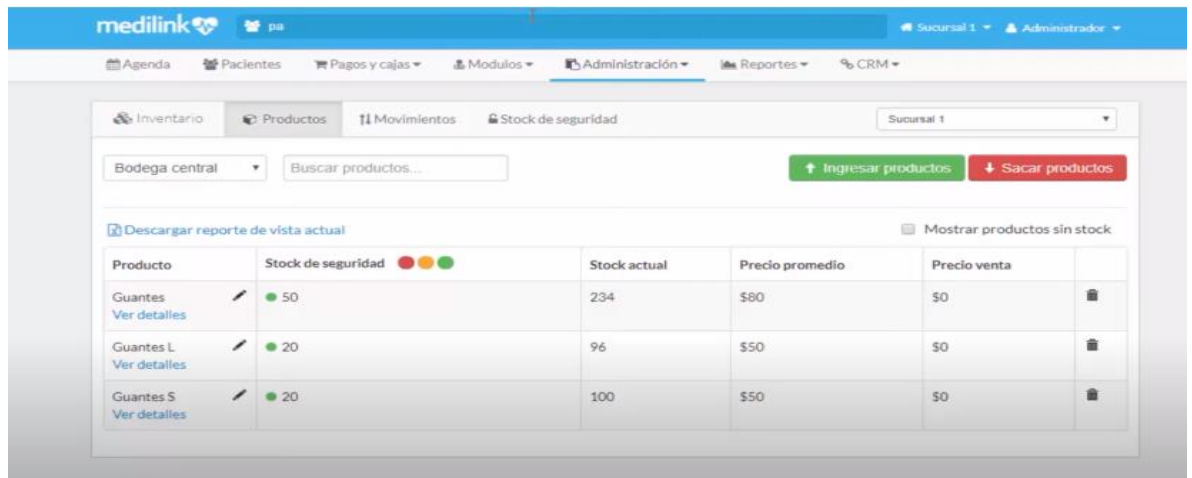 medilink pa Sucursal 1 Administrador
Agenda Pacientes Pagos y cajas Modulos Administración Reportes CRM
Inventario Productos Movimientos Stock de seguridad Sucursal 1
Bodega central Buscar productos... Ingresar productos Sacar productos
Descargar reporte de vista actual Mostrar productos sin stock
Producto Stock de seguridad Stock actual Precio promedio Precio venta
Guantes 50 234 $80 $0
Ver detalles
Guantes L 20 96 $50 $0
Ver detalles
Guantes S 20 100 $50 $0
Ver detalles